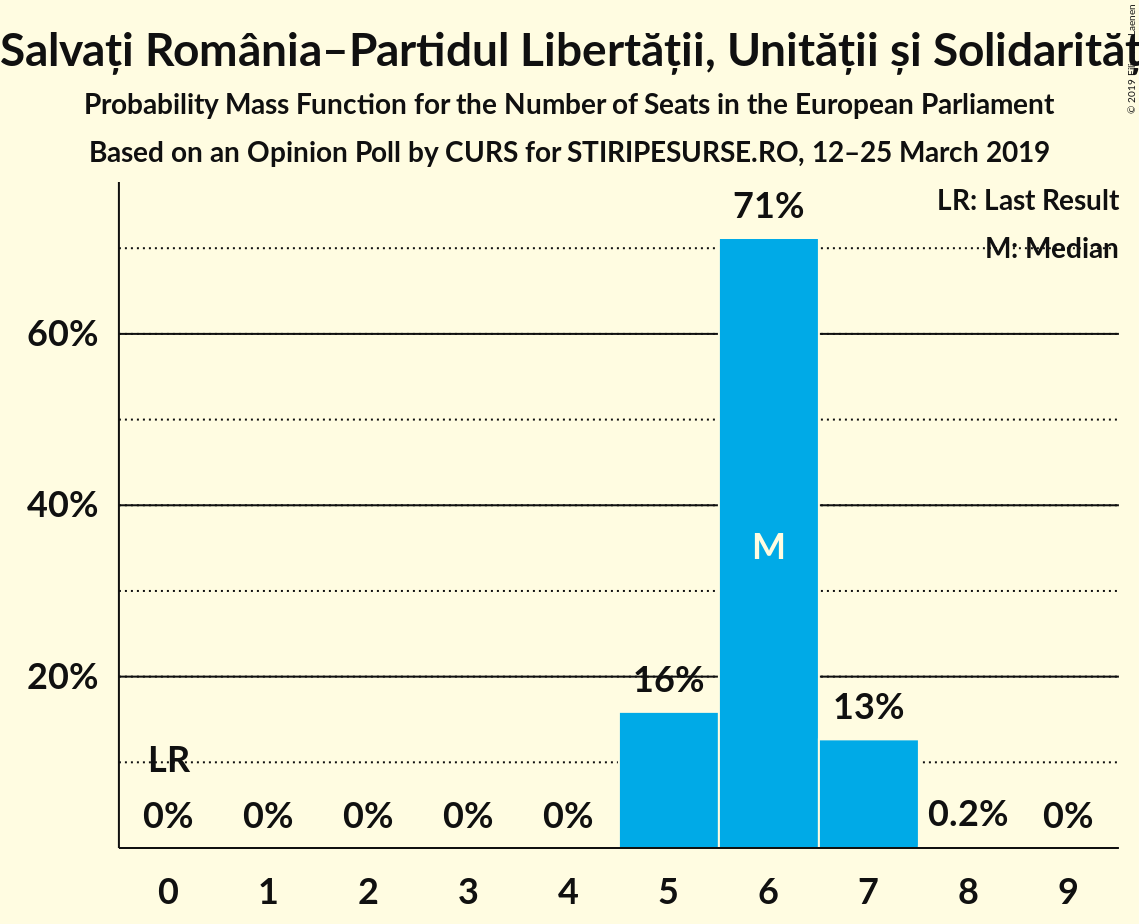 Salvați România–Partidul Libertății, Unității și Solidarităț
Probability Mass Function for the Number of Seats in the European Parliament
Based on an Opinion Poll by CURS for STIRIPESURSE.RO, 12–25 March 2019
© 2019
Laenen
LR: Last Result
M: Median
71%
60%
40%
M
20%
16%
13%
LR
0% 0% 0% 0% 0% 0.2% 0%
0 1 2 3 4 5 6 7 8 9